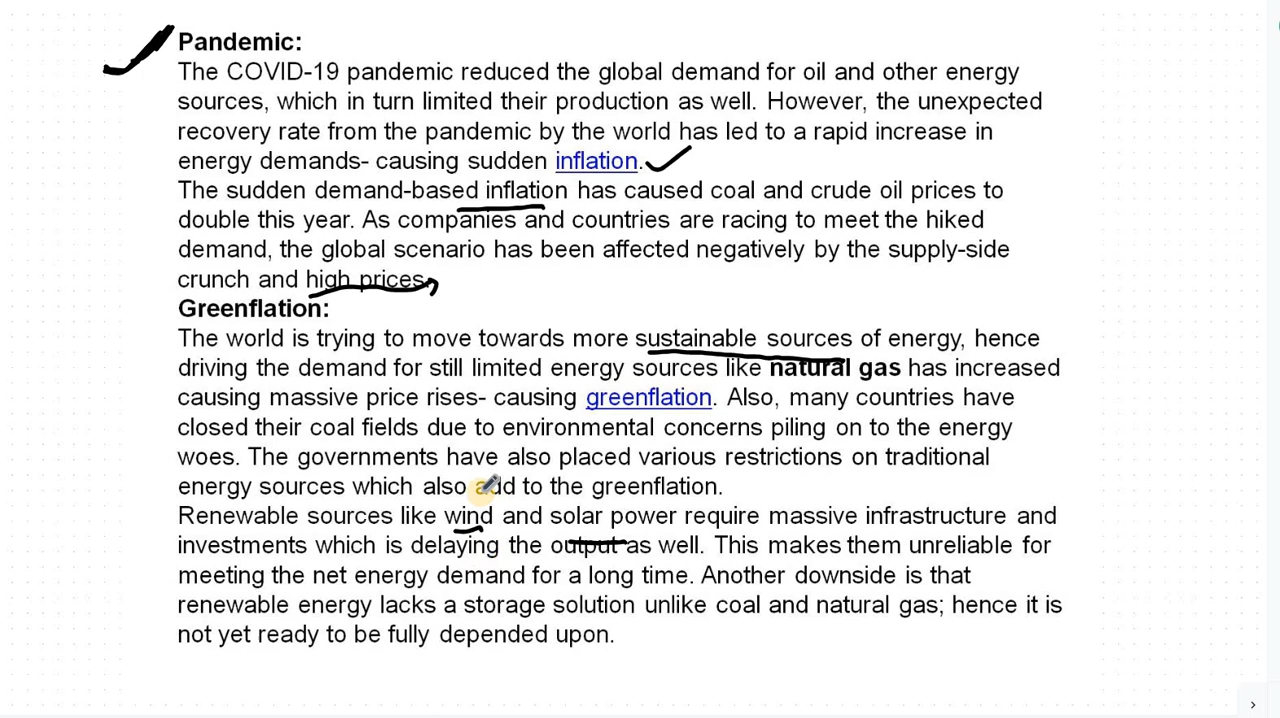 Pandemic:
The COVID-19 pandemic reduced the global demand for oil and other energy
sources, which in turn limited their production as well. However, the unexpected
recovery rate from the pandemic by the world has led to a rapid increase in
energy demands- causing sudden inflation.
The sudden demand-based inflation has caused coal and crude oil prices to
double this year. As companies and countries are racing to meet the hiked
demand, the global scenario has been affected negatively by the supply-side
crunch and high prices.
Greenflation:
The world is trying to move towards more sustainable sources of energy, hence
driving the demand for still limited energy sources like natural gas has increased
causing massive price rises- causing greenflation. Also, many countries have
closed their coal fields due to environmental concerns piling on to the energy
woes. The governments have also placed various restrictions on traditional
energy sources which also add to the greenflation.
Renewable sources like wind and solar power require massive infrastructure and
investments which is delaying the output as well. This makes them unreliable for
meeting the net energy demand for a long time. Another downside is that
renewable energy lacks a storage solution unlike coal and natural gas; hence it is
not yet ready to be fully depended upon.